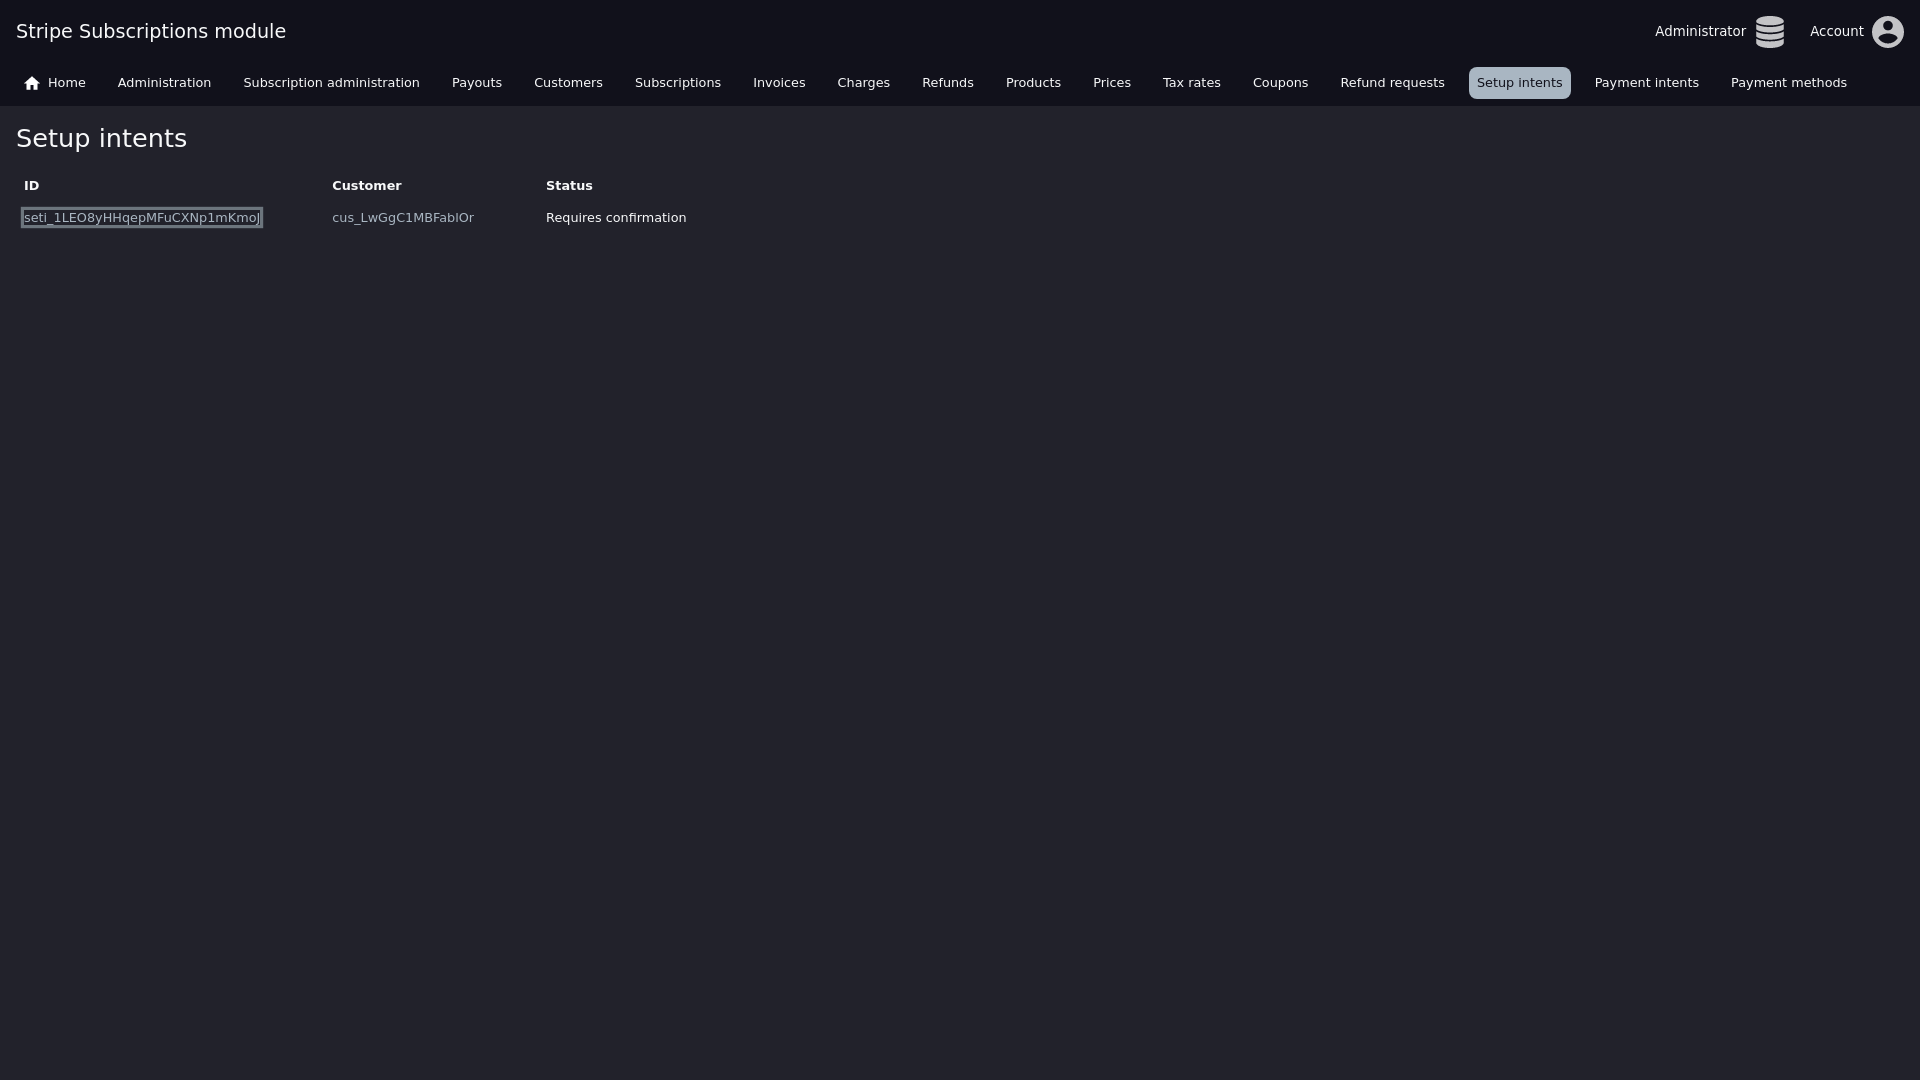 Stripe Subscriptions module
Administrator
Account
Home Administration Subscription administration Payouts Customers Subscriptions Invoices Charges Refunds Products Prices Tax rates Coupons Refund requests Setup intents Payment intents Payment methods
Setup intents
ID Customer Status
seti_1LEO8yHHqepMFuCXNp1mKmoJ cus_LwGgC1MBFablOr Requires confirmation